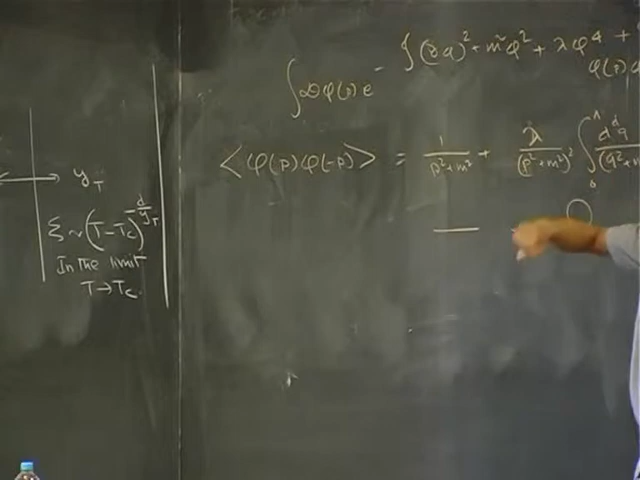 ∫ Dφ(p) e^{-∫(∂φ)² + m²φ² + λφ⁴ +
φ(p)φ
<φ(p)φ(-p)> = 1/(p²+m²) + λ/(p²+m²)² ∫₀^Λ d^d q/(q²+m
y_T
ξ ~ (T-T_c)^{-d/y_T}
In the limit
T→T_c.